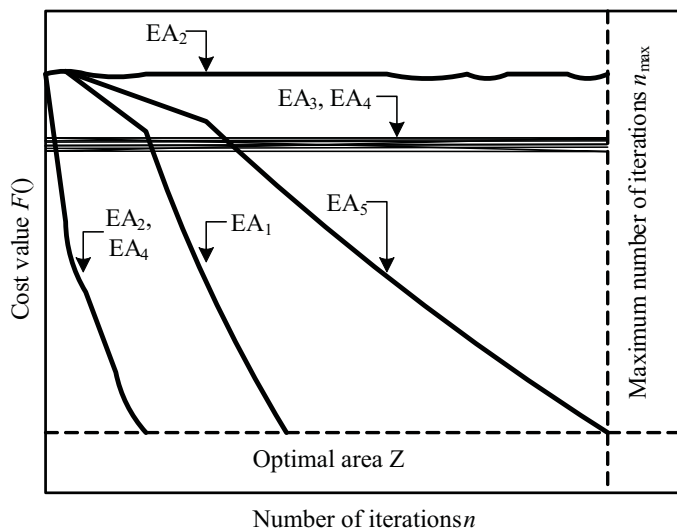 EA2
EA3, EA4
EA5
EA2,
EA4
EA1
Optimal area Z
Number of iterations n
Cost value F()
Maximum number of iterations nmax